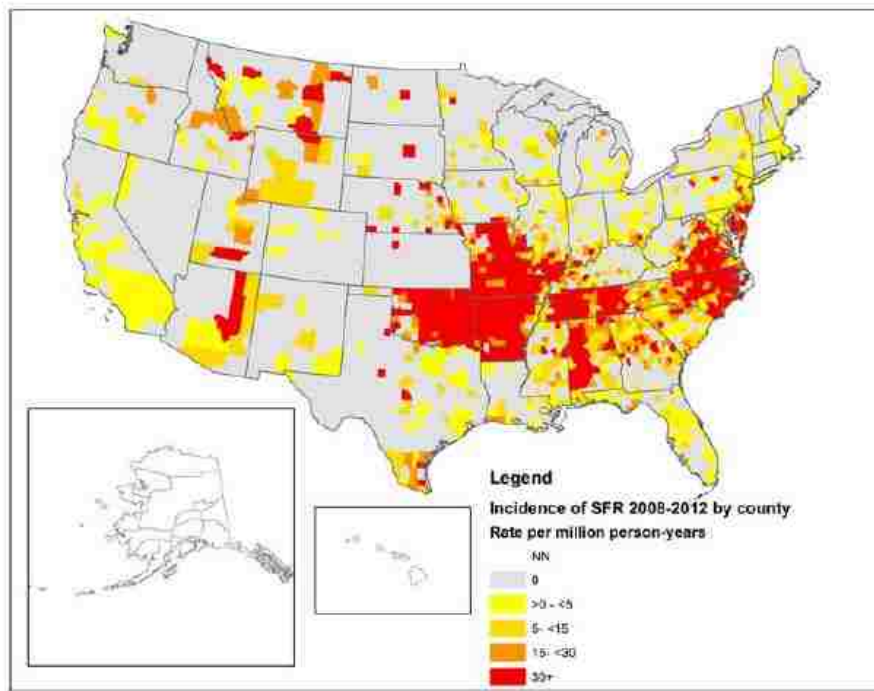 Legend
Incidence of SFR 2008-2012 by county
Rate per million person-years
NN
0
>0 - <5
5- <15
15- <30
30+